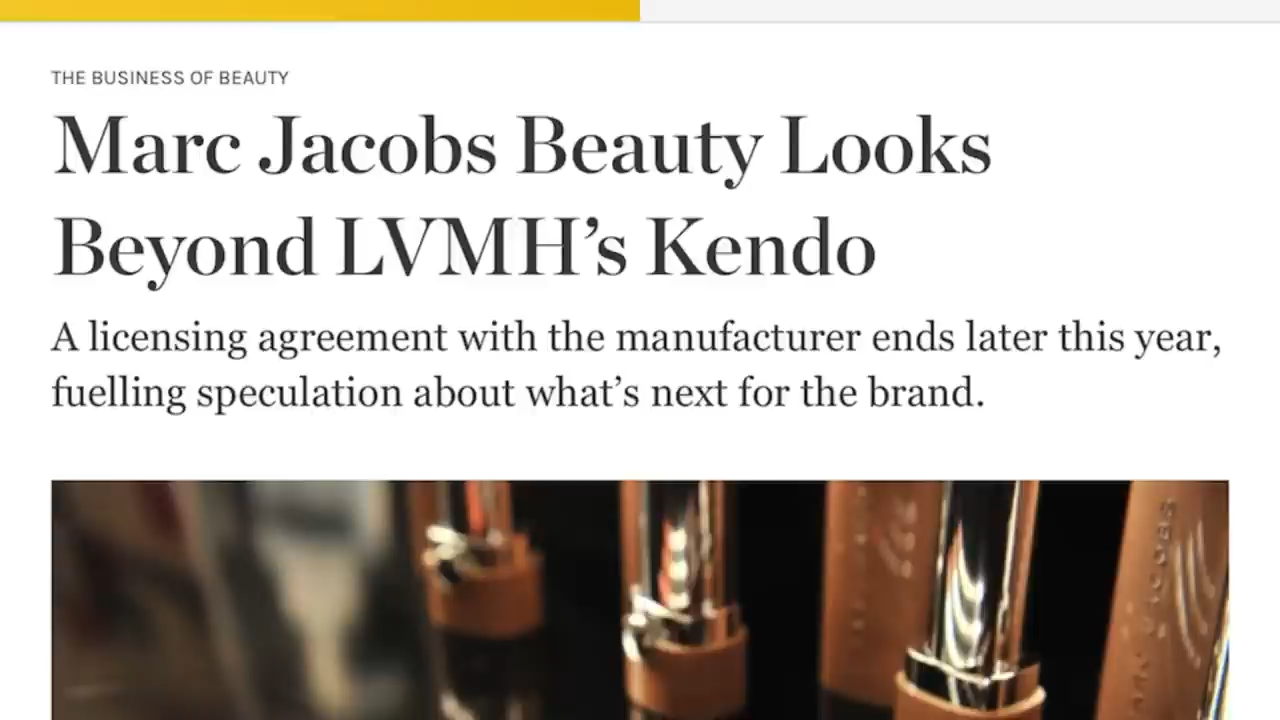 THE BUSINESS OF BEAUTY
Marc Jacobs Beauty Looks
Beyond LVMH’s Kendo
A licensing agreement with the manufacturer ends later this year,
fuelling speculation about what’s next for the brand.